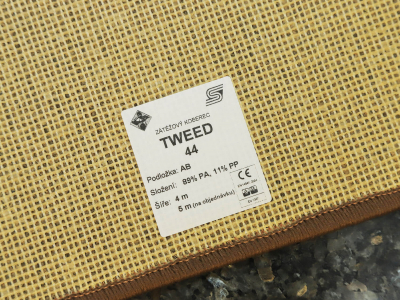 ZÁTĚŽOVÝ KOBEREC
TWEED
44
Podložka: AB
Složení: 89% PA, 11% PP
Šíře: 4 m
5 m (na objednávku)
CE